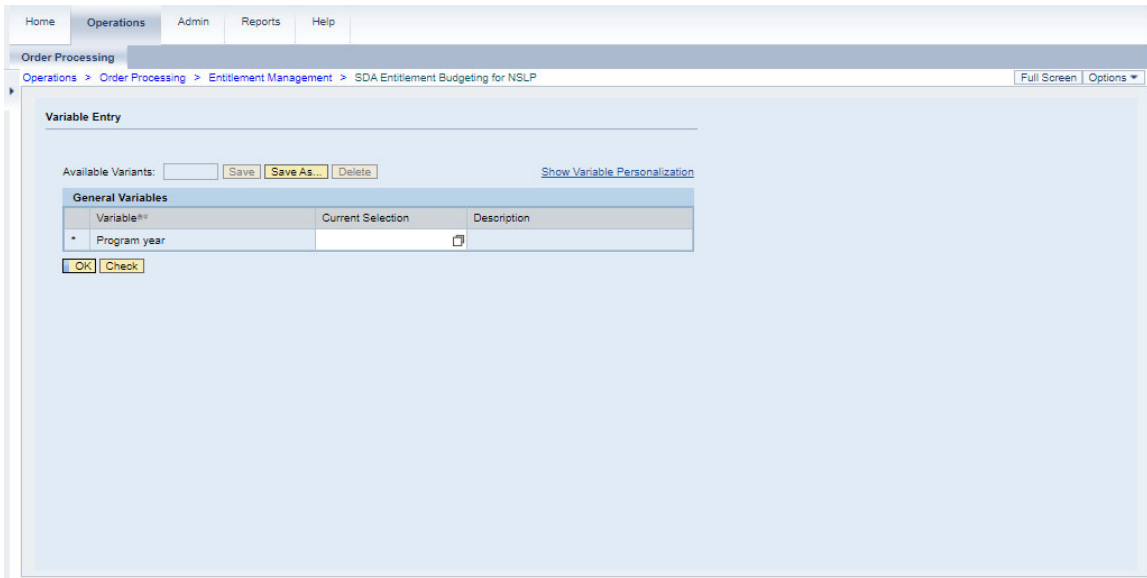 Home Operations Admin Reports Help
Order Processing
Operations > Order Processing > Entitlement Management > SDA Entitlement Budgeting for NSLP Full Screen Options
Variable Entry
Available Variants: Save Save As... Delete Show Variable Personalization
General Variables
Variable Current Selection Description
* Program year
OK Check